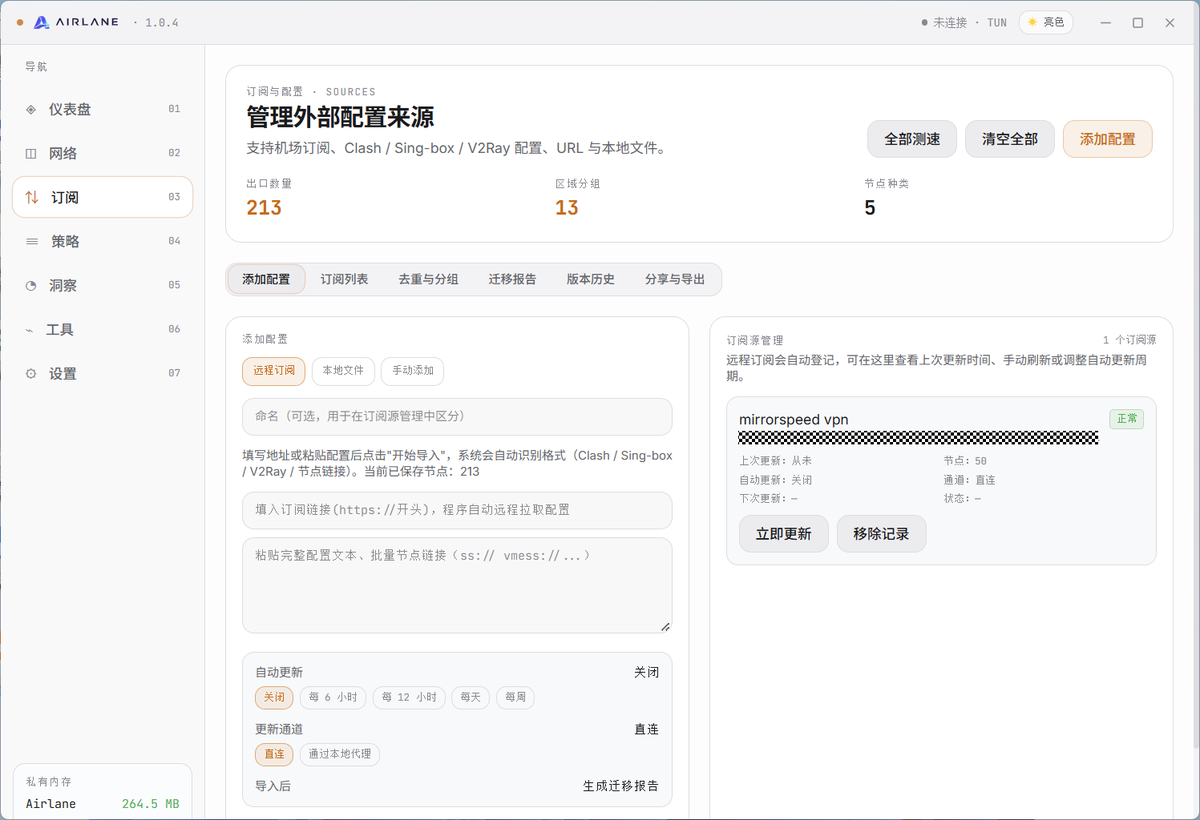 AIRLANE · 1.0.4
未连接 · TUN
亮色
导航
仪表盘 01
网络 02
订阅 03
策略 04
洞察 05
工具 06
设置 07
私有内存
Airlane 264.5 MB
订阅与配置 · SOURCES
管理外部配置来源
支持机场订阅、Clash / Sing-box / V2Ray 配置、URL 与本地文件。
全部测速
清空全部
添加配置
出口数量
213
区域分组
13
节点种类
5
添加配置
订阅列表
去重与分组
迁移报告
版本历史
分享与导出
添加配置
远程订阅
本地文件
手动添加
命名（可选，用于在订阅源管理中区分）
填写地址或粘贴配置后点击"开始导入"，系统会自动识别格式（Clash / Sing-box
/ V2Ray / 节点链接）。当前已保存节点：213
填入订阅链接(https://开头)，程序自动远程拉取配置
粘贴完整配置文本、批量节点链接（ss:// vmess://...）
自动更新 关闭
关闭
每 6 小时
每 12 小时
每天
每周
更新通道 直连
直连
通过本地代理
导入后 生成迁移报告
订阅源管理 1 个订阅源
远程订阅会自动登记，可在这里查看上次更新时间、手动刷新或调整自动更新周
期。
mirrorspeed vpn
正常
上次更新: 从未
节点: 50
自动更新: 关闭
通道: 直连
下次更新: —
状态: —
立即更新
移除记录